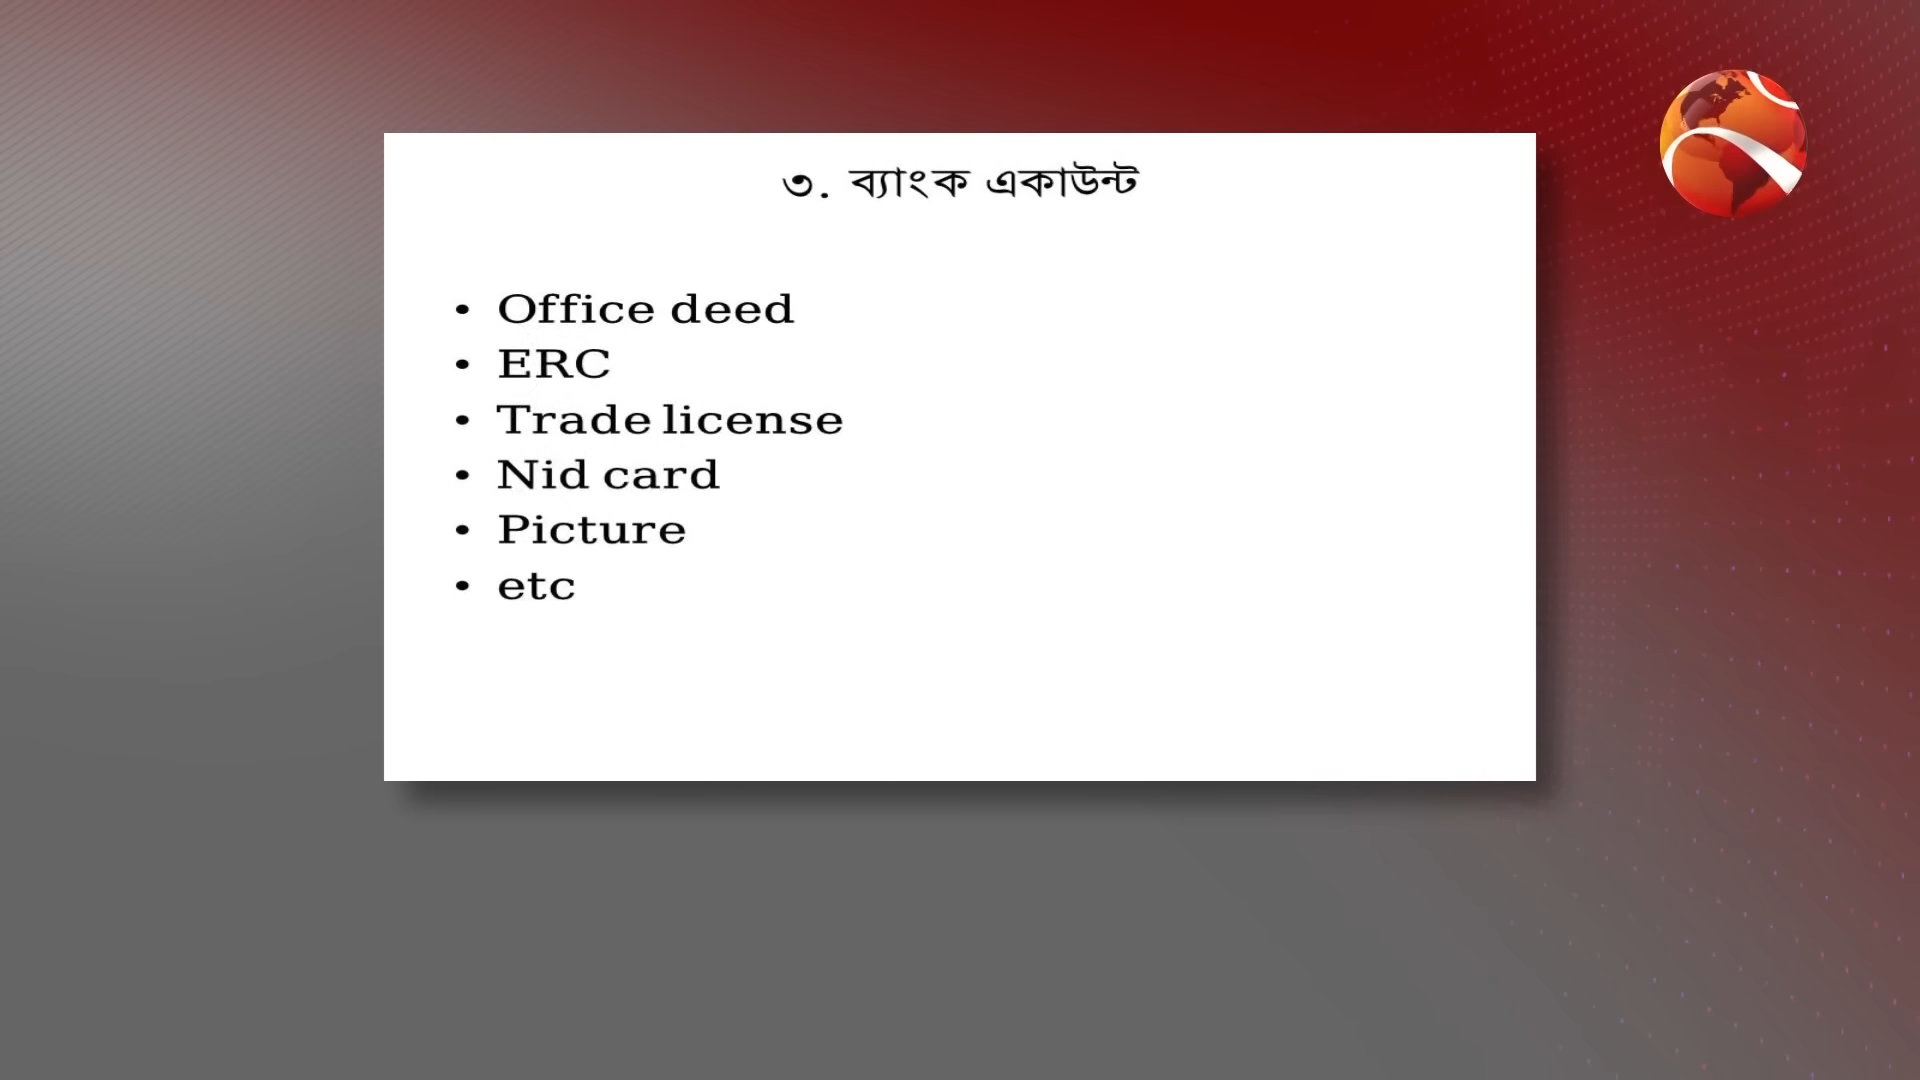 ৩. ব্যাংক একাউন্ট
• Office deed
• ERC
• Trade license
• Nid card
• Picture
• etc